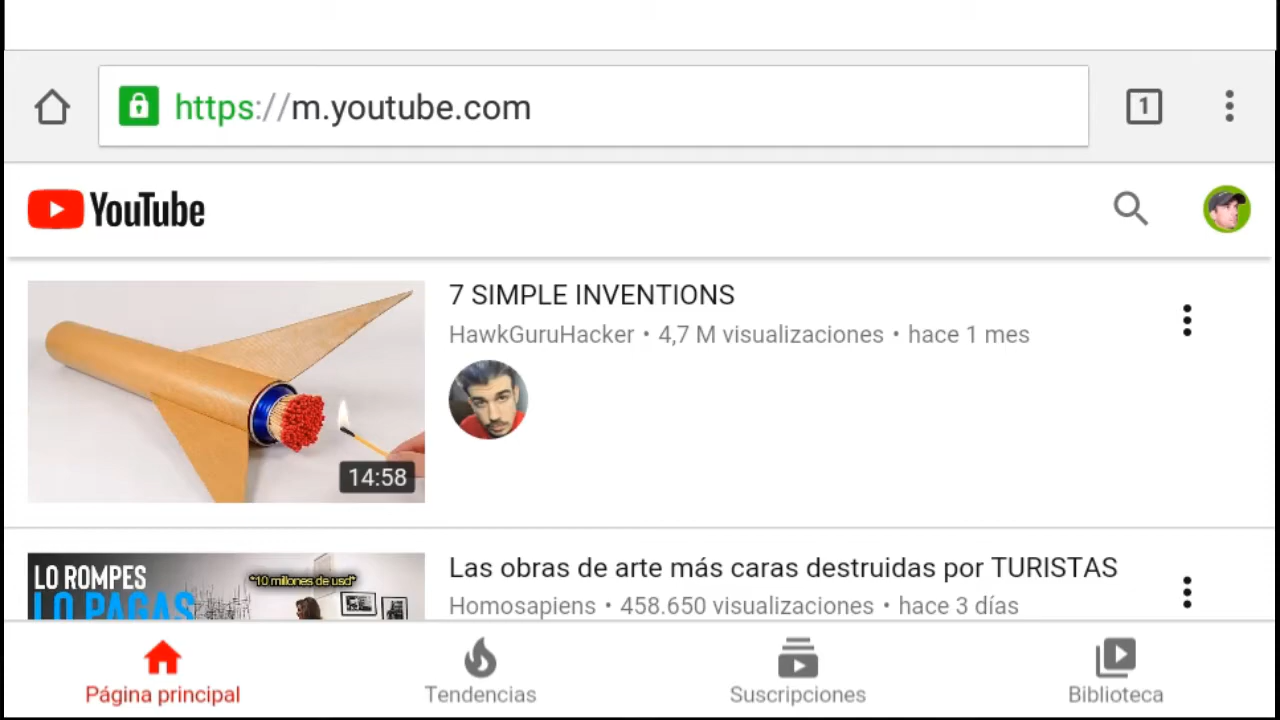 https://m.youtube.com
1
YouTube
7 SIMPLE INVENTIONS
HawkGuruHacker • 4,7 M visualizaciones • hace 1 mes
14:58
LO ROMPES
LO PAGAS
*10 millones de usd*
Las obras de arte más caras destruidas por TURISTAS
Homosapiens • 458.650 visualizaciones • hace 3 días
Página principal
Tendencias
Suscripciones
Biblioteca